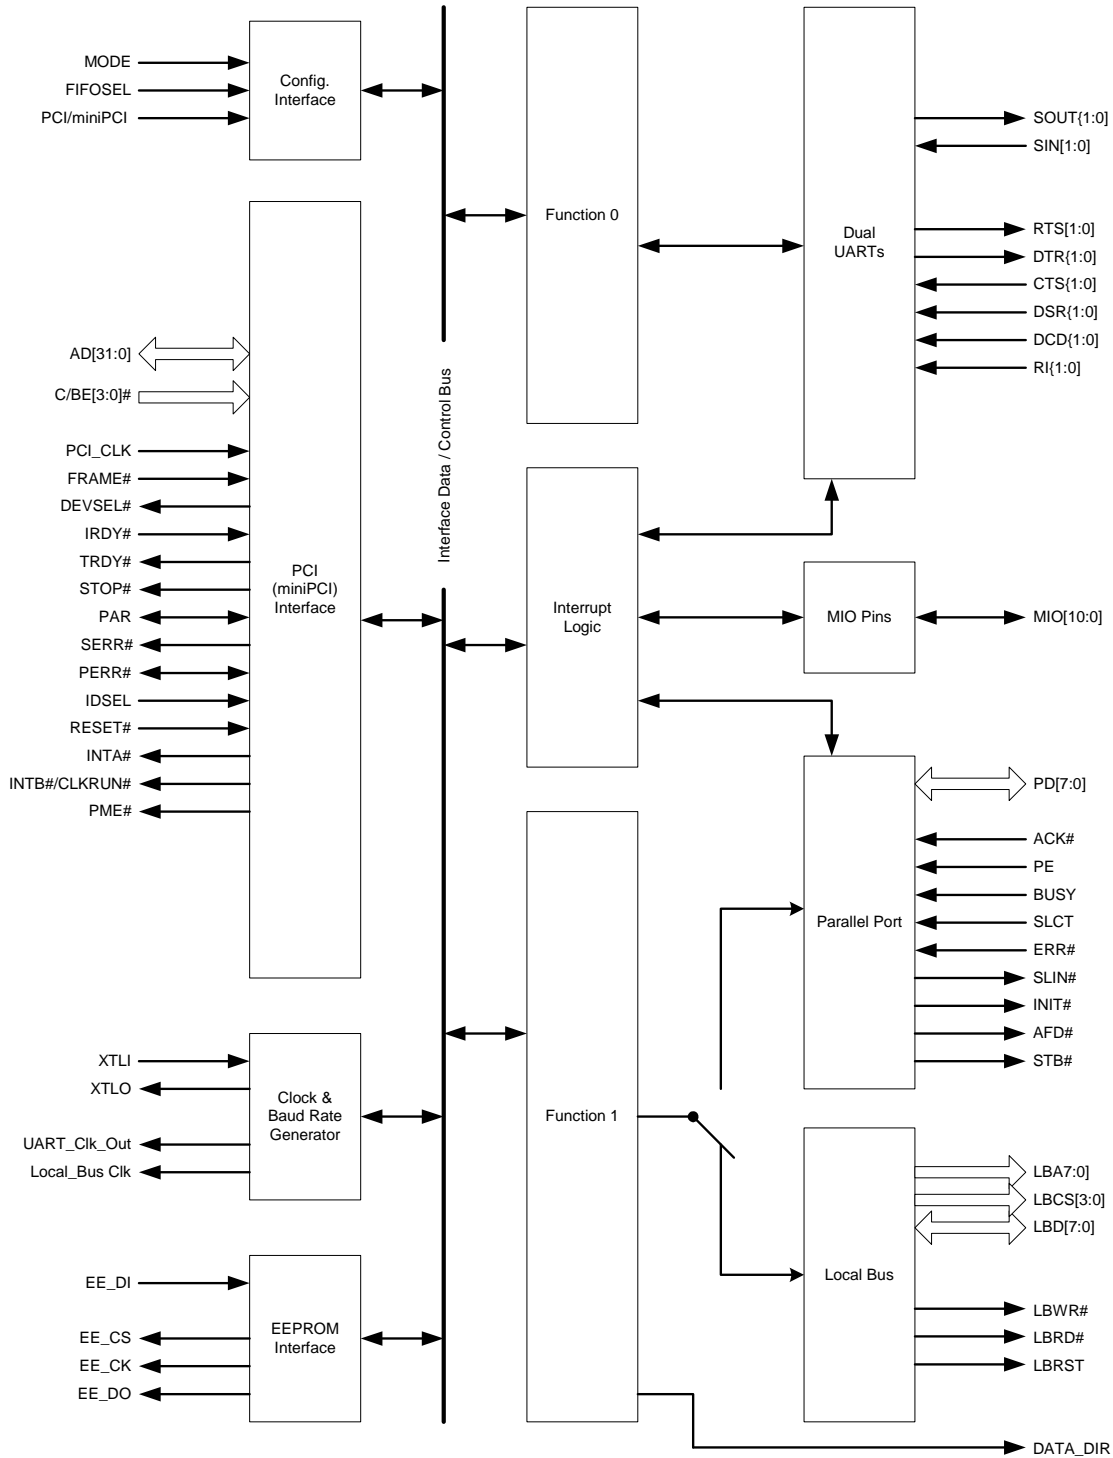 MODE
FIFOSEL
PCI/miniPCI
Config.
Interface
AD[31:0]
C/BE[3:0]#
PCI_CLK
FRAME#
DEVSEL#
IRDY#
TRDY#
STOP#
PAR
SERR#
PERR#
IDSEL
RESET#
INTA#
INTB#/CLKRUN#
PME#
PCI
(miniPCI)
Interface
XTLI
XTLO
UART_Clk_Out
Local_Bus Clk
Clock &
Baud Rate
Generator
EE_DI
EE_CS
EE_CK
EE_DO
EEPROM
Interface
Interface Data / Control Bus
Function 0
Interrupt
Logic
Function 1
Dual
UARTs
SOUT{1:0]
SIN[1:0]
RTS[1:0]
DTR{1:0]
CTS{1:0]
DSR{1:0]
DCD{1:0]
RI{1:0]
MIO Pins
MIO[10:0]
Parallel Port
PD[7:0]
ACK#
PE
BUSY
SLCT
ERR#
SLIN#
INIT#
AFD#
STB#
Local Bus
LBA7:0]
LBCS[3:0]
LBD[7:0]
LBWR#
LBRD#
LBRST
DATA_DIR